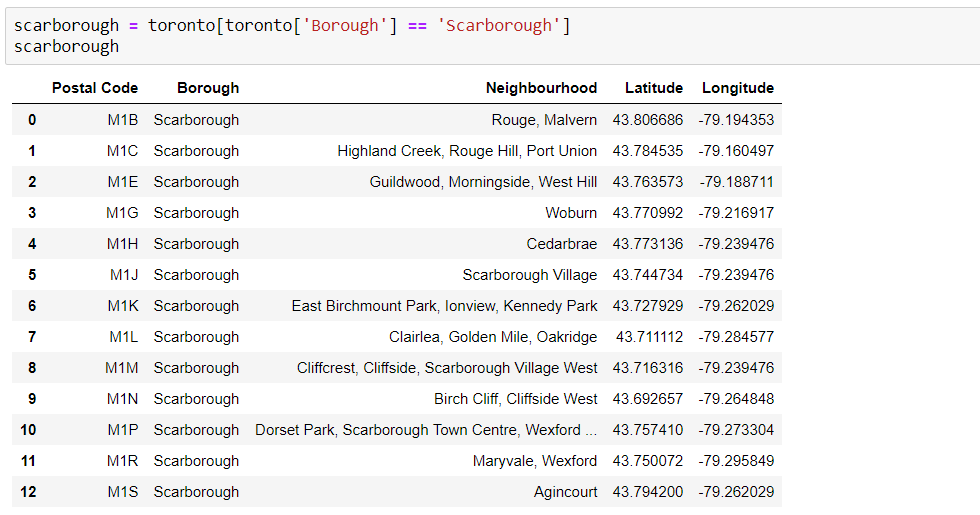 scarborough = toronto[toronto['Borough'] == 'Scarborough']
scarborough
Postal Code Borough Neighbourhood Latitude Longitude
0 M1B Scarborough Rouge, Malvern 43.806686 -79.194353
1 M1C Scarborough Highland Creek, Rouge Hill, Port Union 43.784535 -79.160497
2 M1E Scarborough Guildwood, Morningside, West Hill 43.763573 -79.188711
3 M1G Scarborough Woburn 43.770992 -79.216917
4 M1H Scarborough Cedarbrae 43.773136 -79.239476
5 M1J Scarborough Scarborough Village 43.744734 -79.239476
6 M1K Scarborough East Birchmount Park, Ionview, Kennedy Park 43.727929 -79.262029
7 M1L Scarborough Clairlea, Golden Mile, Oakridge 43.711112 -79.284577
8 M1M Scarborough Cliffcrest, Cliffside, Scarborough Village West 43.716316 -79.239476
9 M1N Scarborough Birch Cliff, Cliffside West 43.692657 -79.264848
10 M1P Scarborough Dorset Park, Scarborough Town Centre, Wexford ... 43.757410 -79.273304
11 M1R Scarborough Maryvale, Wexford 43.750072 -79.295849
12 M1S Scarborough Agincourt 43.794200 -79.262029